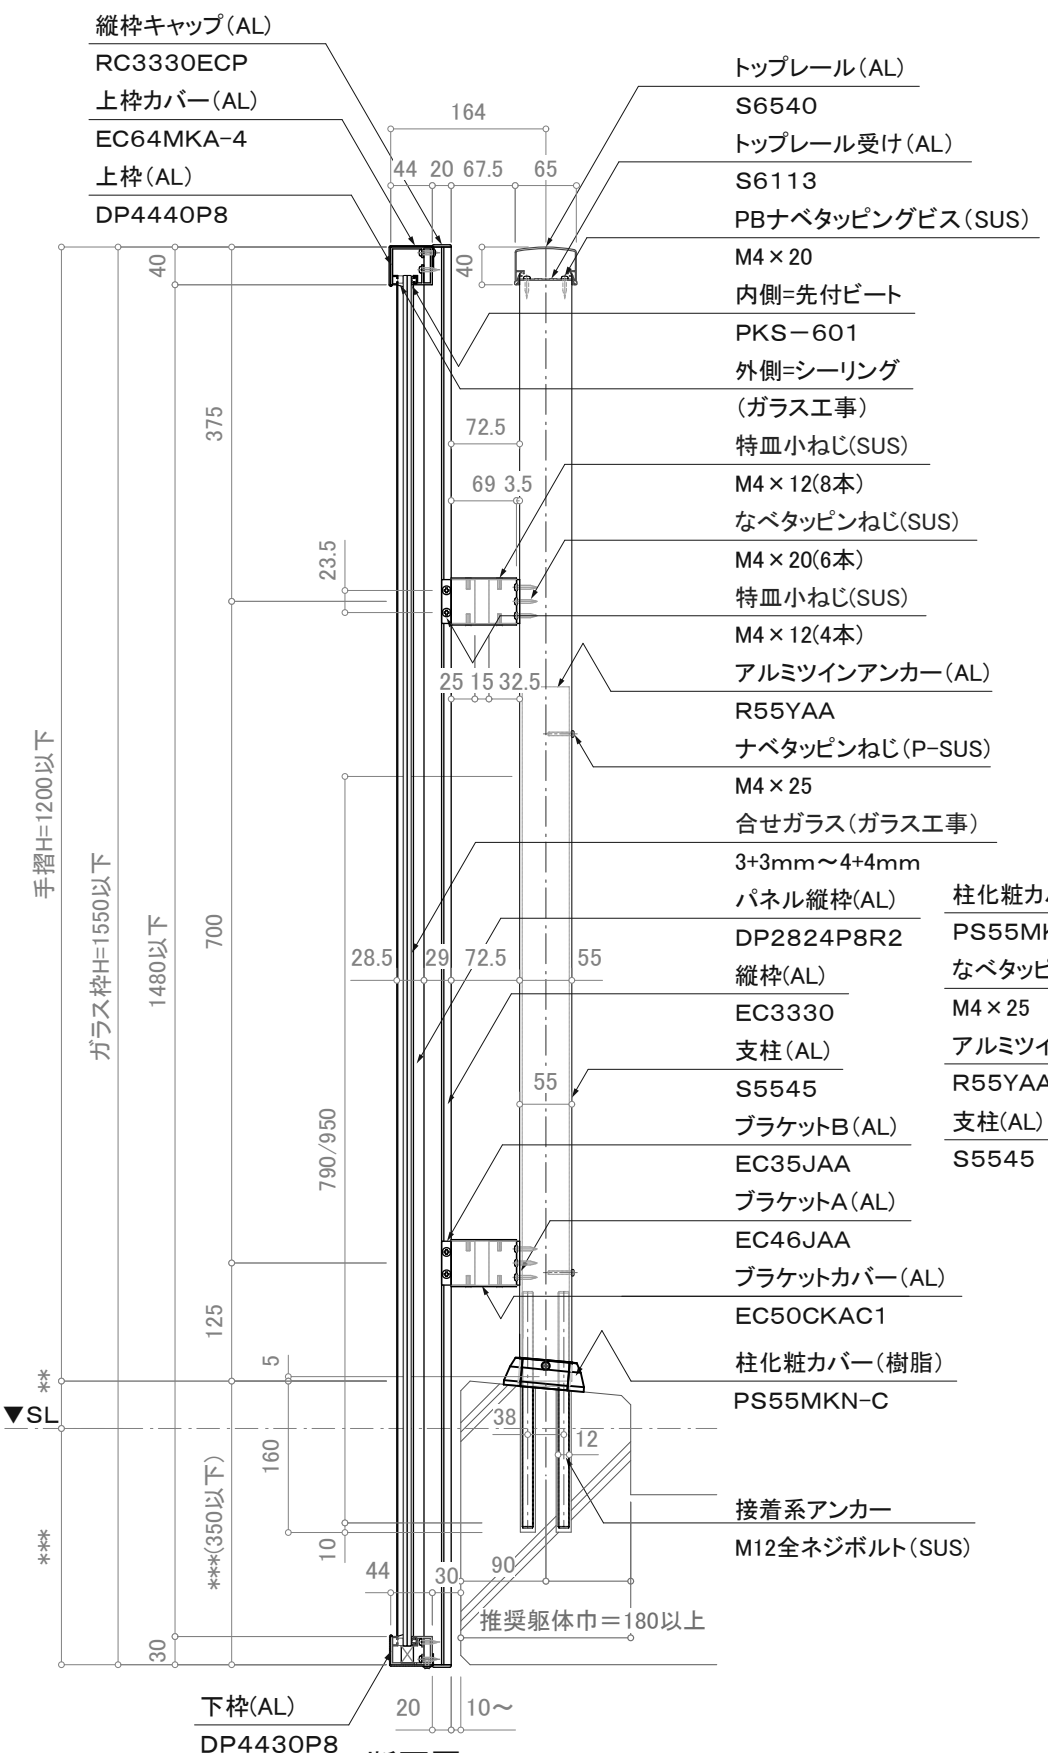 縦枠キャップ(AL)
RC3330ECP
上枠カバー(AL)
EC64MKA-4
上枠(AL)
DP4440P8
トップレール(AL)
S6540
トップレール受け(AL)
S6113
PBナベタッピングビス(SUS)
M4×20
内側=先付ビート
PKS-601
外側=シーリング
(ガラス工事)
特皿小ねじ(SUS)
M4×12(8本)
なべタッピンねじ(SUS)
M4×20(6本)
特皿小ねじ(SUS)
M4×12(4本)
アルミツインアンカー(AL)
R55YAA
ナベタッピンねじ(P-SUS)
M4×25
合せガラス(ガラス工事)
3+3mm～4+4mm
パネル縦枠(AL)
DP2824P8R2
縦枠(AL)
EC3330
支柱(AL)
S5545
ブラケットB(AL)
EC35JAA
ブラケットA(AL)
EC46JAA
ブラケットカバー(AL)
EC50CKAC1
柱化粧カバー(樹脂)
PS55MKN-C
接着系アンカー
M12全ネジボルト(SUS)
柱化粧カ
PS55M
なべタッピ
M4×25
アルミツイ
R55YAA
支柱(AL)
S5545
164
44 20 67.5 65
40
40
375
72.5
69 3.5
23.5
25 15 32.5
手摺H=1200以下
ガラス枠H=1550以下
1480以下
700
28.5 29 72.5 55
55
790/950
125
5
**
▼SL
38
12
160
***(350以下)
***
10
44 30 90
推奨躯体巾=180以上
30
20 10～
下枠(AL)
DP4430P8